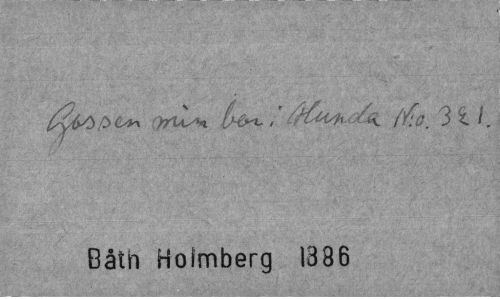 Gossen min bor i Alunda N:o. 321.
Båth Holmberg 1886